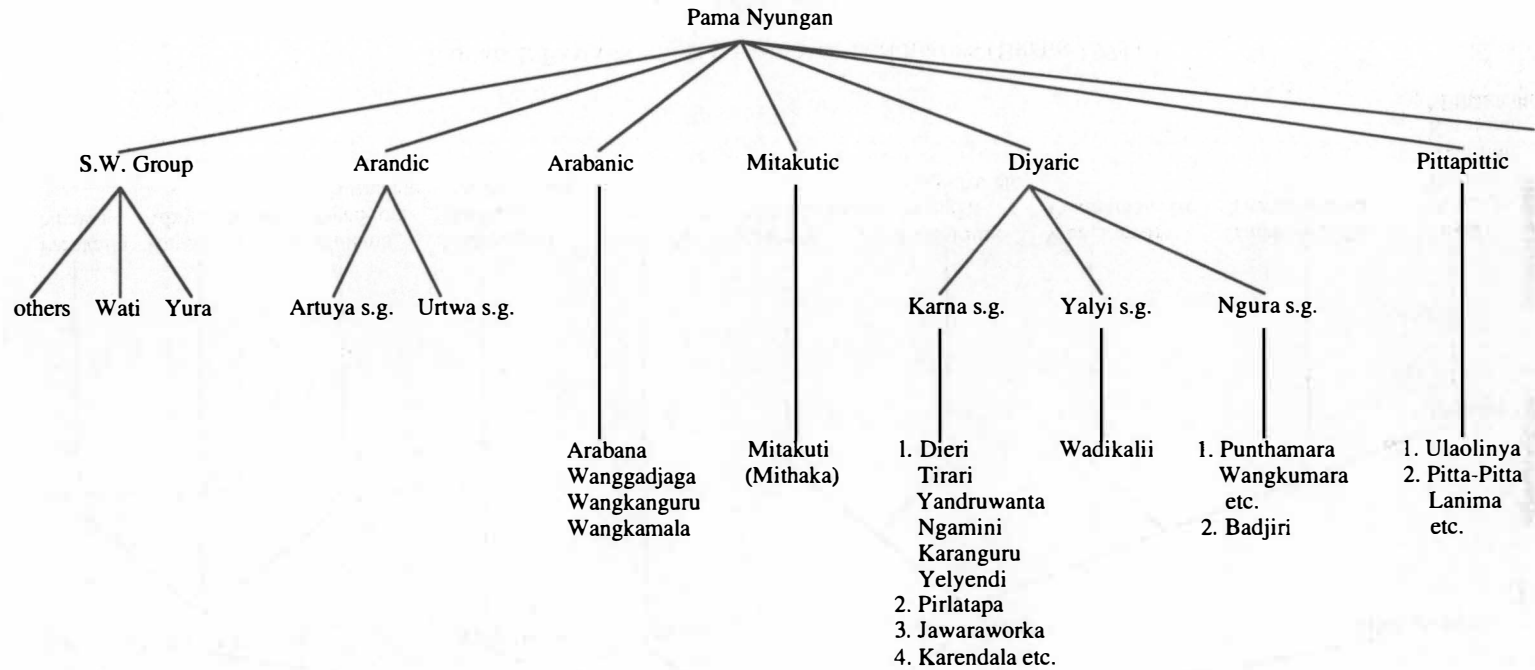 Pama Nyungan
S.W. Group Arandic Arabanic Mitakutic Diyaric Pittapittic
others Wati Yura Artuya s.g. Urtwa s.g. Karna s.g. Yalyi s.g. Ngura s.g.
Arabana
Wanggadjaga
Wangkanguru
Wangkamala
Mitakuti
(Mithaka)
1. Dieri
Tirari
Yandruwanta
Ngamini
Karanguru
Yelyendi
2. Pirlatapa
3. Jawaraworka
4. Karendala etc.
Wadikalii
1. Punthamara
Wangkumara
etc.
2. Badjiri
1. Ulaolinya
2. Pitta-Pitta
Lanima
etc.